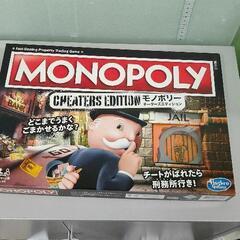 Fast-Dealing Property Trading Game
MONOPOLY
CHEATERS EDITION
モノポリー
チーターズエディション
JAIL
どこまでうまく
ごまかせるかな?
チートがばれたら
刑務所行き!
Hasbro
Gaming